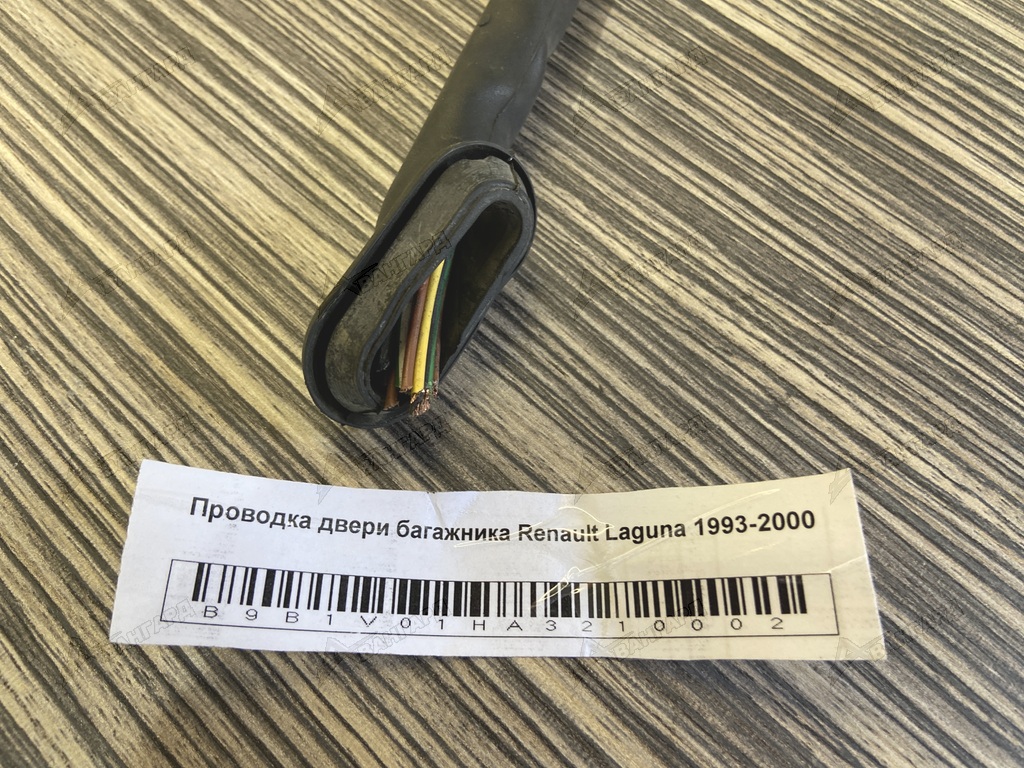 Проводка двери багажника Renault Laguna 1993-2000
B9B1V01HA3210002